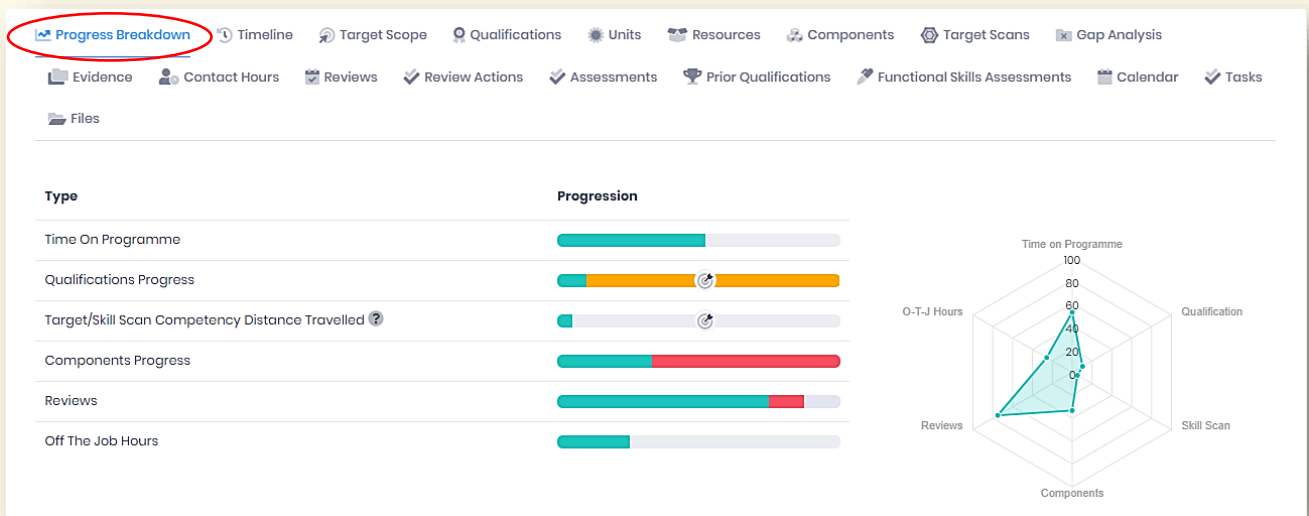 Progress Breakdown Timeline Target Scope Qualifications Units Resources Components Target Scans Gap Analysis
Evidence Contact Hours Reviews Review Actions Assessments Prior Qualifications Functional Skills Assessments Calendar Tasks
Files
Type Progression
Time On Programme
Qualifications Progress
Target/Skill Scan Competency Distance Travelled ?
Components Progress
Reviews
Off The Job Hours
Time on Programme
100
80
60
40
20
0
O-T-J Hours
Qualification
Reviews
Skill Scan
Components